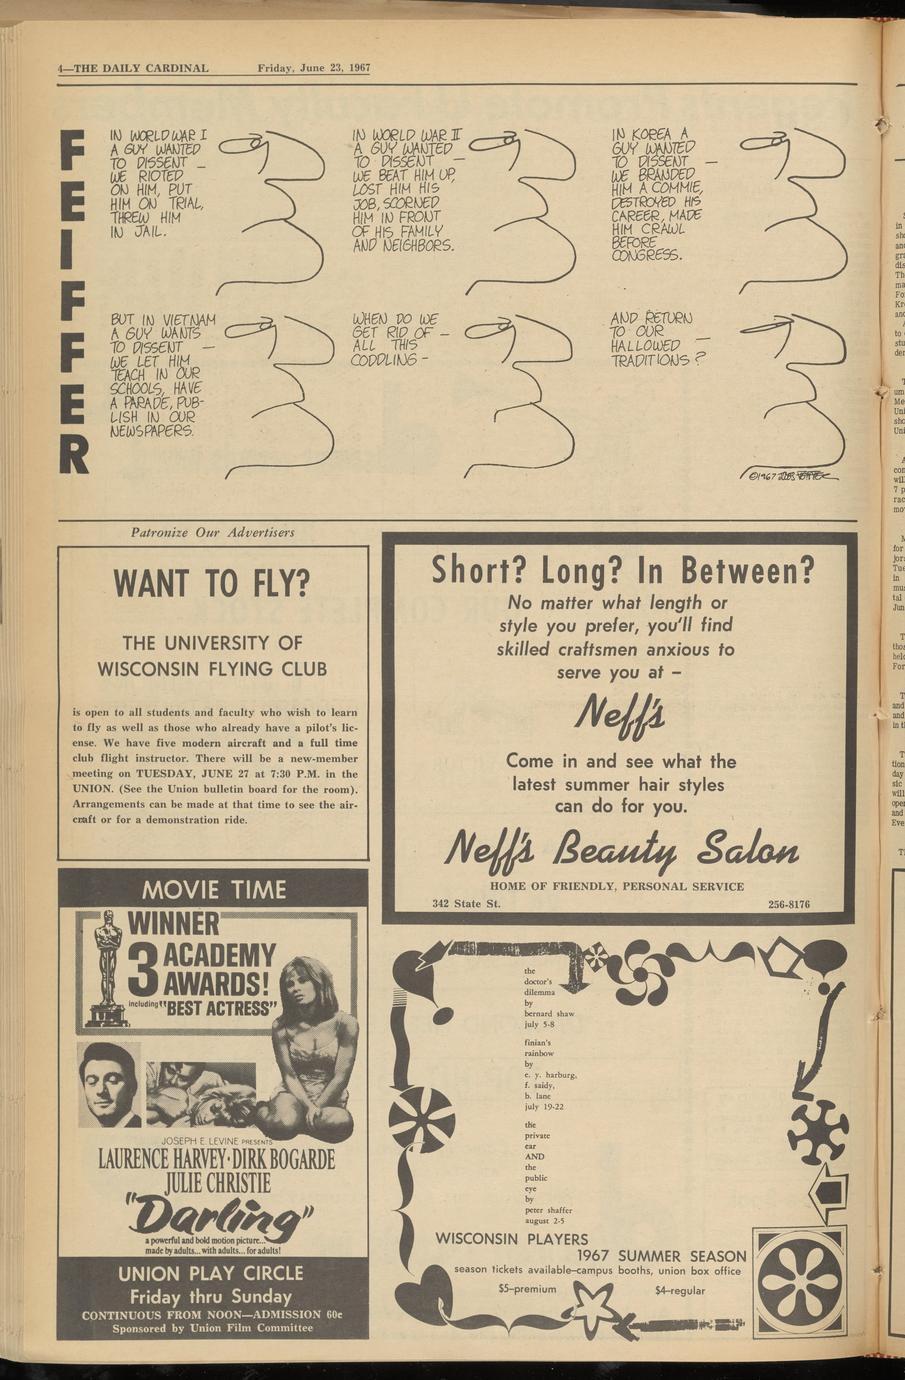 4—THE DAILY CARDINAL Friday, June 23, 1967
FEIFFER
IN WORLD WAR I
A GUY WANTED
TO DISSENT —
WE RIOTED
ON HIM, PUT
HIM ON TRIAL,
THREW HIM
IN JAIL.
IN WORLD WAR II
A GUY WANTED
TO DISSENT —
WE BEAT HIM UP,
LOST HIM HIS
JOB, SCORNED
HIM IN FRONT
OF HIS FAMILY
AND NEIGHBORS.
IN KOREA A
GUY WANTED
TO DISSENT —
WE BRANDED
HIM A COMMIE,
DESTROYED HIS
CAREER, MADE
HIM CRAWL
BEFORE
CONGRESS.
BUT IN VIETNAM
A GUY WANTS
TO DISSENT —
WE LET HIM
TEACH IN OUR
SCHOOLS, HAVE
A PARADE, PUB-
LISH IN OUR
NEWSPAPERS.
WHEN DO WE
GET RID OF —
ALL THIS
CODDLING —
AND RETURN
TO OUR
HALLOWED —
TRADITIONS?
©1967 JULES FEIFFER
Patronize Our Advertisers
WANT TO FLY?
THE UNIVERSITY OF
WISCONSIN FLYING CLUB
is open to all students and faculty who wish to learn
to fly as well as those who already have a pilot's lic-
ense. We have five modern aircraft and a full time
club flight instructor. There will be a new-member
meeting on TUESDAY, JUNE 27 at 7:30 P.M. in the
UNION. (See the Union bulletin board for the room).
Arrangements can be made at that time to see the air-
craft or for a demonstration ride.
Short? Long? In Between?
No matter what length or
style you prefer, you'll find
skilled craftsmen anxious to
serve you at –
Neff's
Come in and see what the
latest summer hair styles
can do for you.
Neff's Beauty Salon
HOME OF FRIENDLY, PERSONAL SERVICE
342 State St. 256-8176
MOVIE TIME
WINNER
3 ACADEMY
AWARDS!
including "BEST ACTRESS"
JOSEPH E. LEVINE PRESENTS
LAURENCE HARVEY·DIRK BOGARDE
JULIE CHRISTIE
"Darling"
a powerful and bold motion picture...
made by adults... with adults... for adults!
UNION PLAY CIRCLE
Friday thru Sunday
CONTINUOUS FROM NOON—ADMISSION 60c
Sponsored by Union Film Committee
the
doctor's
dilemma
by
bernard shaw
july 5-8
finian's
rainbow
by
e. y. harburg,
f. saidy,
b. lane
july 19-22
the
private
ear
AND
the
public
eye
by
peter shaffer
august 2-5
WISCONSIN PLAYERS
1967 SUMMER SEASON
season tickets available–campus booths, union box office
$5–premium $4–regular